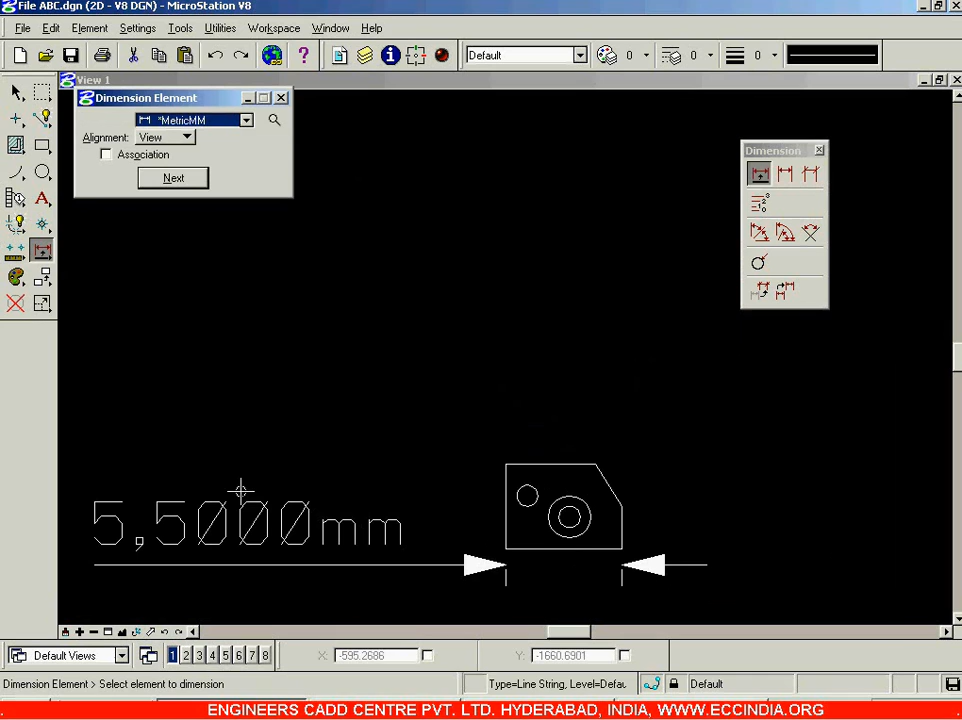 File ABC.dgn (2D - V8 DGN) - MicroStation V8
File Edit Element Settings Tools Utilities Workspace Window Help
Default 0 0 0
View 1
Dimension Element
*MetricMM
Alignment: View
Association
Next
Dimension
5,5000mm
Default Views 1 2 3 4 5 6 7 8 X: -595.2686 Y: -1660.6901
Dimension Element > Select element to dimension Type=Line String, Level=Defau Default
ENGINEERS CADD CENTRE PVT. LTD. HYDERABAD, INDIA, WWW.ECCINDIA.ORG